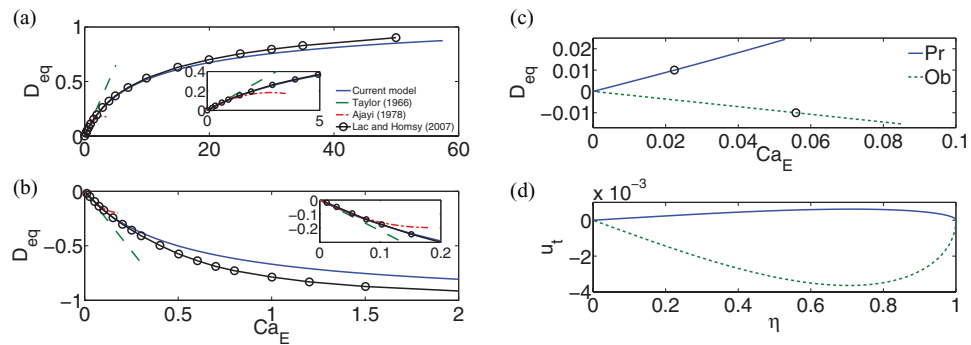 (a)
1
0.5
0
D_eq
0 20 40 60
0.4
0.2
0
0 5
Current model
Taylor (1966)
Ajayi (1978)
Lac and Homsy (2007)
(b)
0
−0.5
−1
D_eq
0 0.5 1 1.5 2
Ca_E
0
−0.1
−0.2
0 0.1 0.2
(c)
0.02
0.01
0
−0.01
D_eq
0 0.02 0.04 0.06 0.08 0.1
Ca_E
Pr
Ob
(d)
x 10^−3
0
−2
−4
u_t
0 0.2 0.4 0.6 0.8 1
η